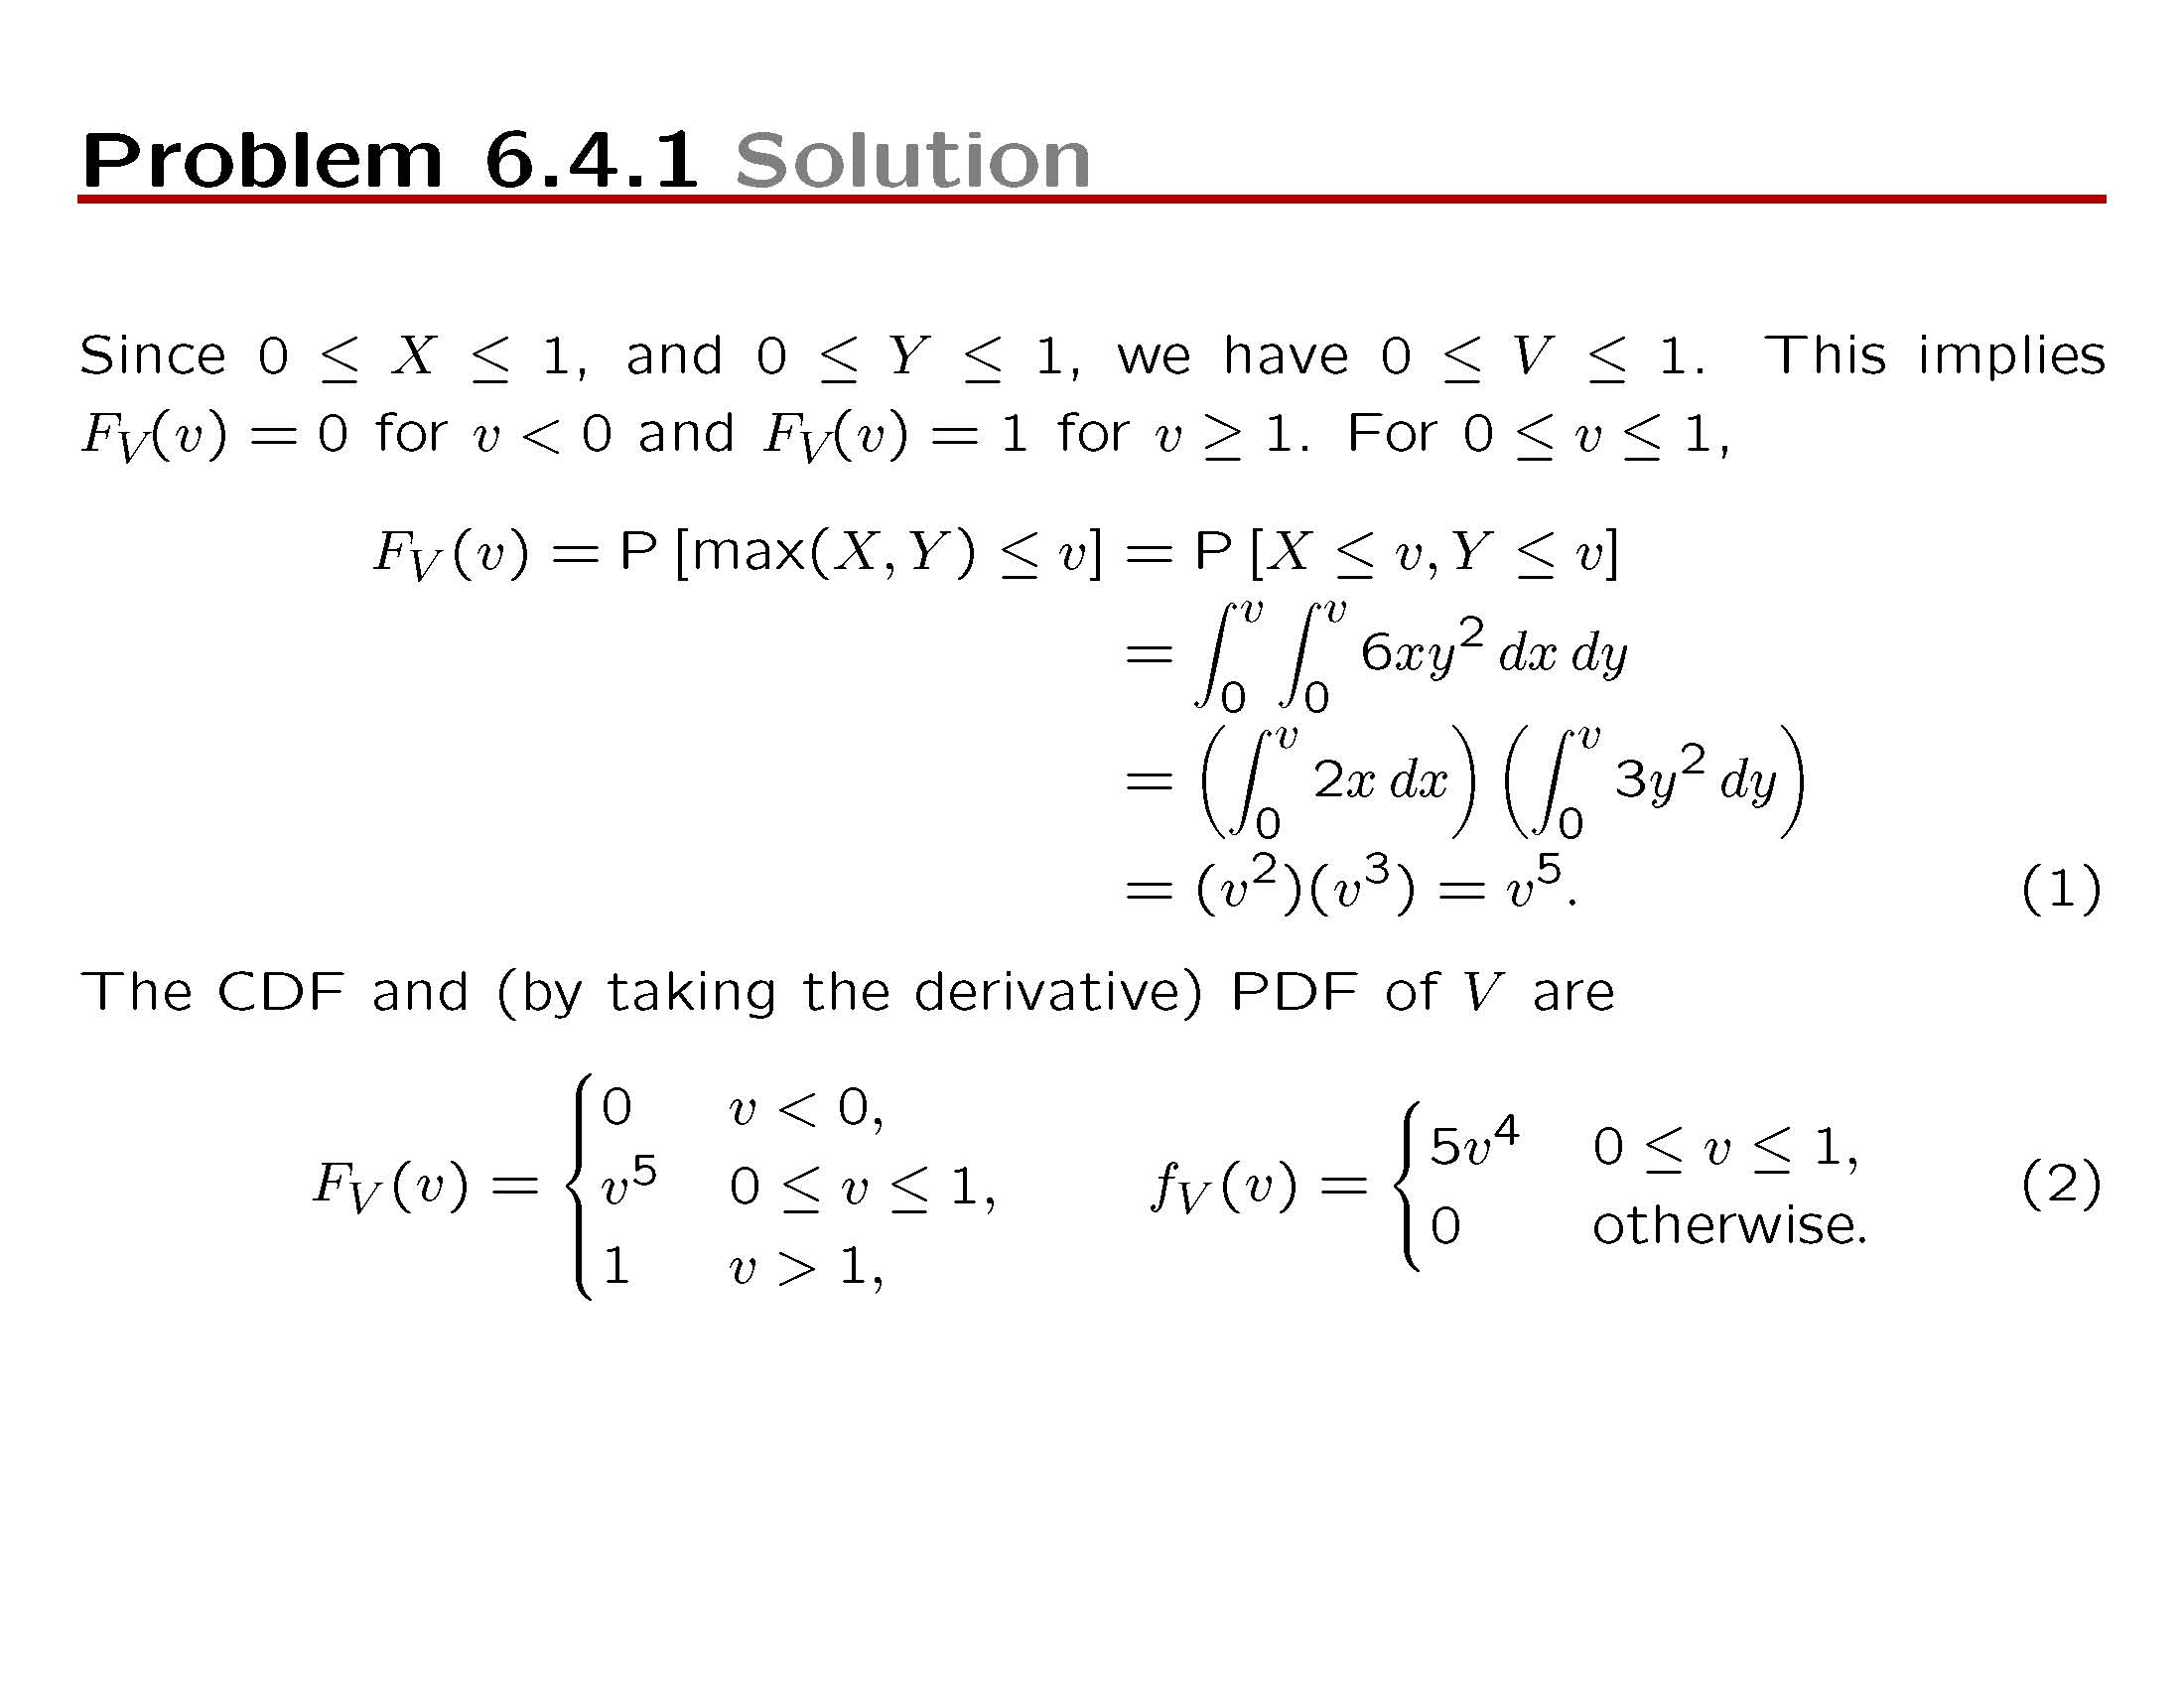 Problem 6.4.1 Solution
Since 0 ≤ X ≤ 1, and 0 ≤ Y ≤ 1, we have 0 ≤ V ≤ 1. This implies
F_V(v) = 0 for v < 0 and F_V(v) = 1 for v ≥ 1. For 0 ≤ v ≤ 1,
F_V(v) = P [max(X, Y) ≤ v] = P [X ≤ v, Y ≤ v]
= ∫_0^v ∫_0^v 6xy^2 dx dy
= (∫_0^v 2x dx) (∫_0^v 3y^2 dy)
= (v^2)(v^3) = v^5. (1)
The CDF and (by taking the derivative) PDF of V are
F_V(v) = { 0 v < 0, v^5 0 ≤ v ≤ 1, 1 v > 1, f_V(v) = { 5v^4 0 ≤ v ≤ 1, 0 otherwise. (2)